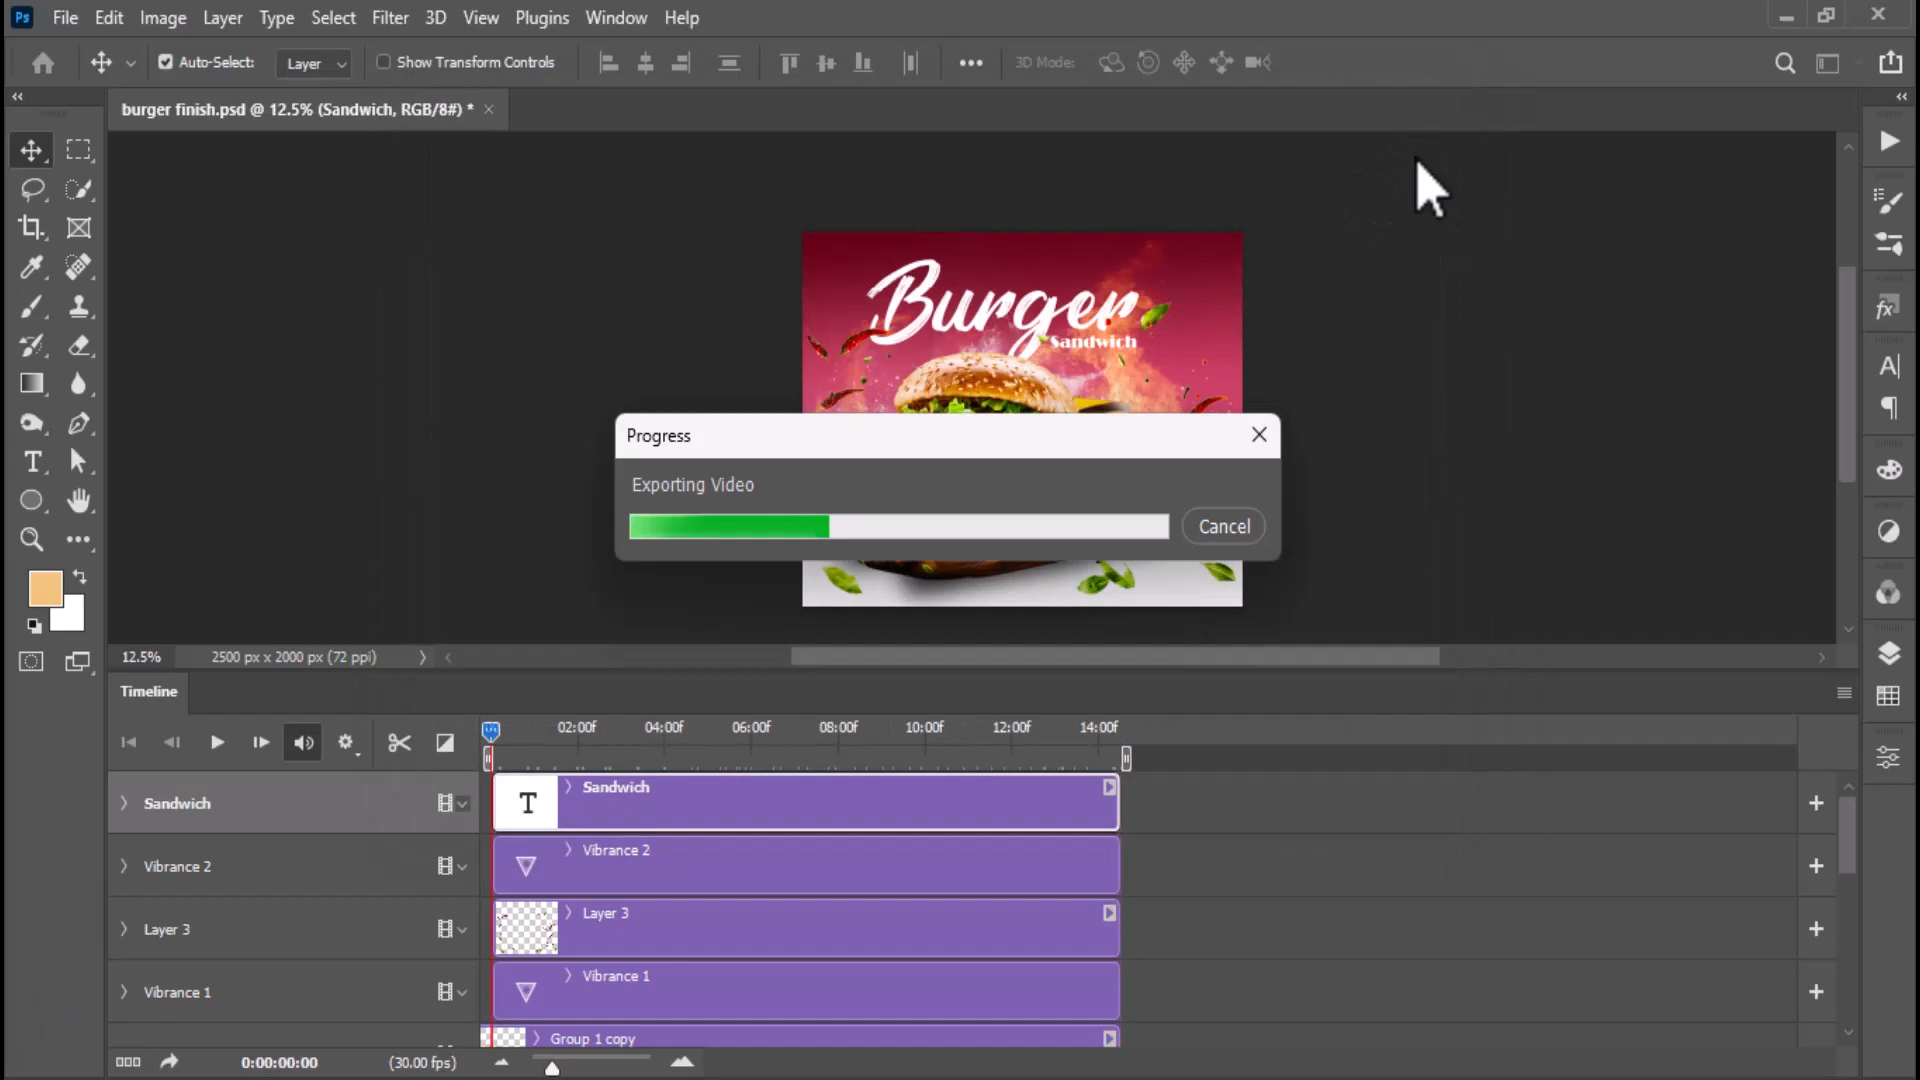 Ps File Edit Image Layer Type Select Filter 3D View Plugins Window Help
Auto-Select: Layer Show Transform Controls 3D Mode:
burger finish.psd @ 12.5% (Sandwich, RGB/8#) *
Burger
Sandwich
Progress
Exporting Video
Cancel
12.5% 2500 px x 2000 px (72 ppi)
Timeline
02:00f 04:00f 06:00f 08:00f 10:00f 12:00f 14:00f
Sandwich T Sandwich
Vibrance 2 Vibrance 2
Layer 3 Layer 3
Vibrance 1 Vibrance 1
Group 1 copy
0:00:00:00 (30.00 fps)